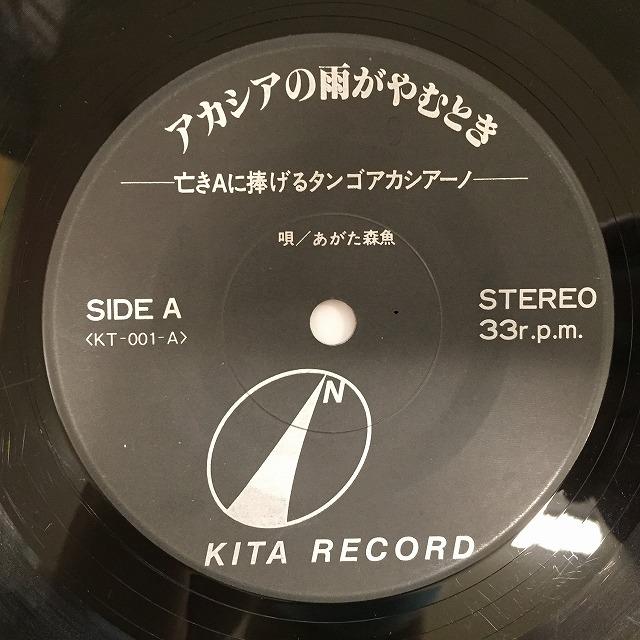 アカシアの雨がやむとき
──亡きAに捧げるタンゴアカシアーノ──
唄／あがた森魚
SIDE A
<KT-001-A>
STEREO
33r.p.m.
N
KITA RECORD